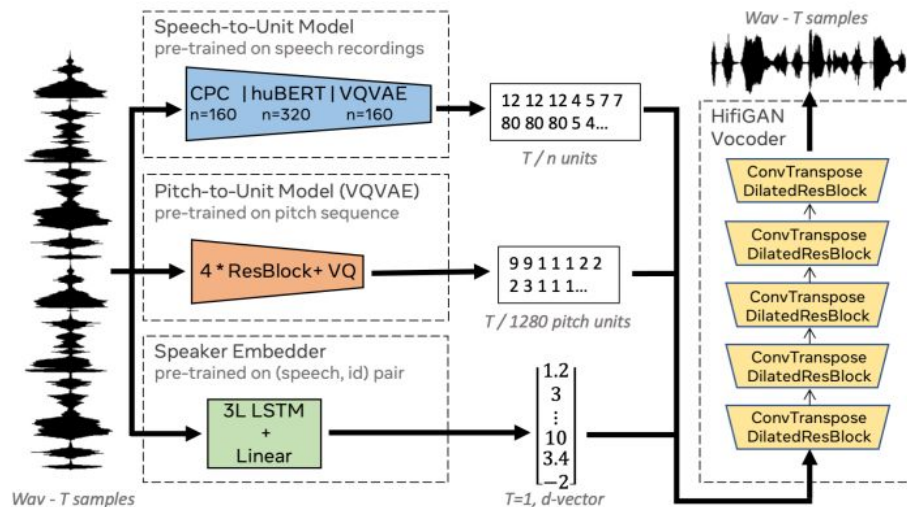 Speech-to-Unit Model
pre-trained on speech recordings
CPC | huBERT | VQVAE
n=160 n=320 n=160
12 12 12 4 5 7 7
80 80 80 5 4...
T / n units
Pitch-to-Unit Model (VQVAE)
pre-trained on pitch sequence
4 * ResBlock+ VQ
9 9 1 1 1 2 2
2 3 1 1 1...
T / 1280 pitch units
Speaker Embedder
pre-trained on (speech, id) pair
3L LSTM
+
Linear
1.2
3
⋮
10
3.4
−2
T=1, d-vector
Wav - T samples
Wav - T samples
HifiGAN
Vocoder
ConvTranspose
DilatedResBlock
ConvTranspose
DilatedResBlock
ConvTranspose
DilatedResBlock
ConvTranspose
DilatedResBlock
ConvTranspose
DilatedResBlock